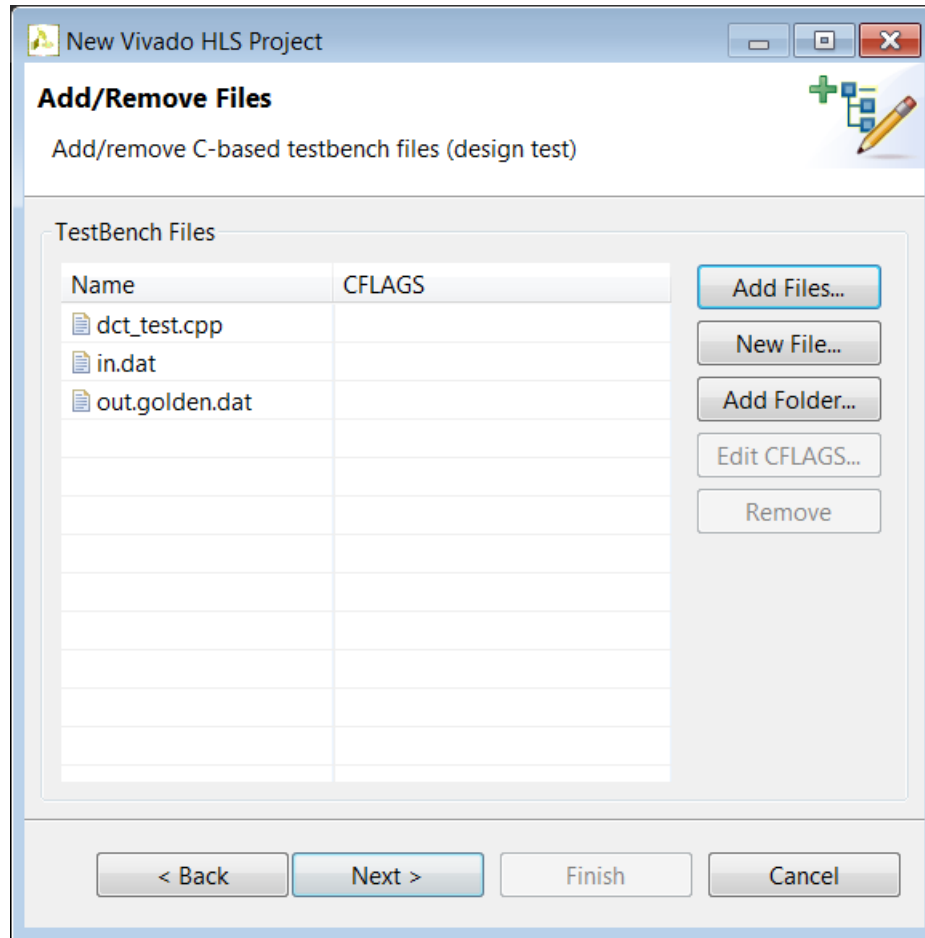 New Vivado HLS Project
Add/Remove Files
Add/remove C-based testbench files (design test)
TestBench Files
Name CFLAGS
dct_test.cpp
in.dat
out.golden.dat
Add Files...
New File...
Add Folder...
Edit CFLAGS...
Remove
< Back Next > Finish Cancel